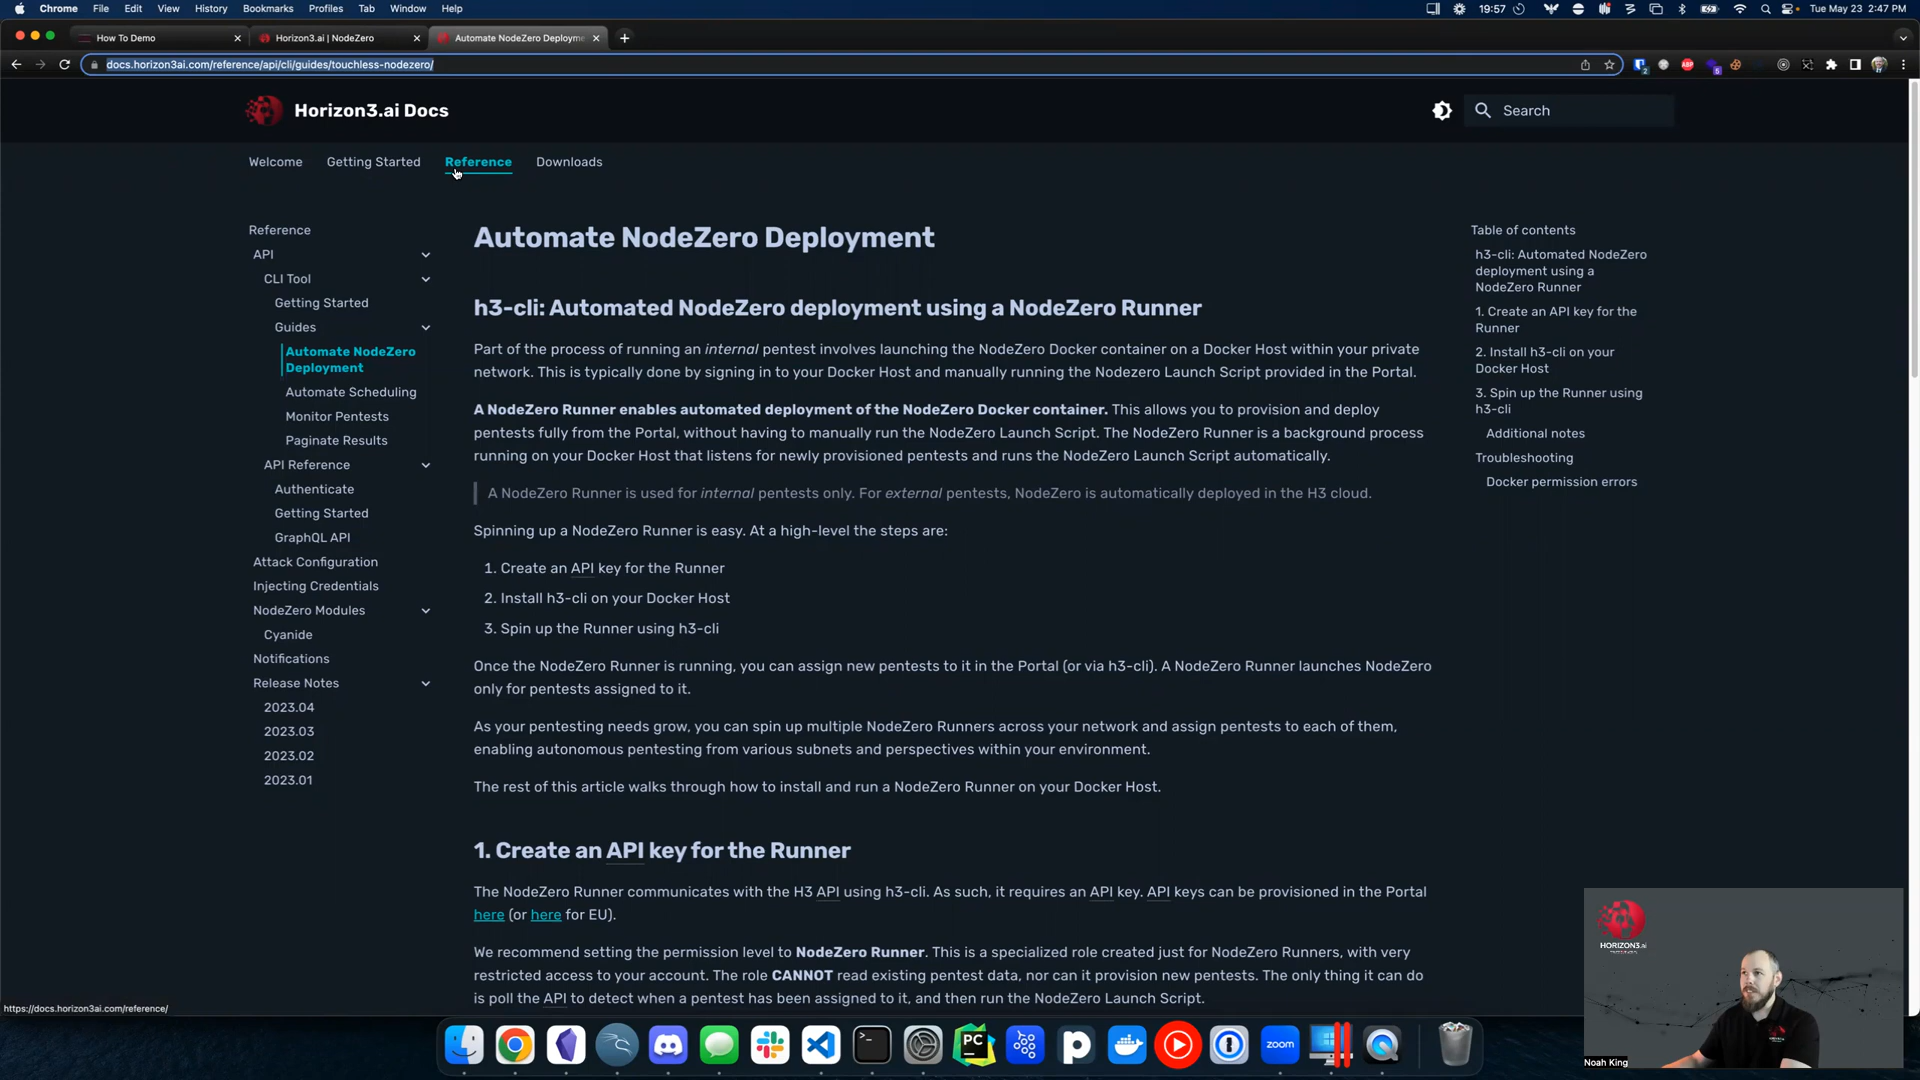 Chrome File Edit View History Bookmarks Profiles Tab Window Help 19:57 Tue May 23 2:47 PM
How To Demo Horizon3.ai | NodeZero Automate NodeZero Deploym
docs.horizon3ai.com/reference/api/cli/guides/touchless-nodezero/
Horizon3.ai Docs
Search
Welcome Getting Started Reference Downloads
Reference
API
CLI Tool
Getting Started
Guides
Automate NodeZero
Deployment
Automate Scheduling
Monitor Pentests
Paginate Results
API Reference
Authenticate
Getting Started
GraphQL API
Attack Configuration
Injecting Credentials
NodeZero Modules
Cyanide
Notifications
Release Notes
2023.04
2023.03
2023.02
2023.01
Automate NodeZero Deployment
h3-cli: Automated NodeZero deployment using a NodeZero Runner
Part of the process of running an internal pentest involves launching the NodeZero Docker container on a Docker Host within your private
network. This is typically done by signing in to your Docker Host and manually running the Nodezero Launch Script provided in the Portal.
A NodeZero Runner enables automated deployment of the NodeZero Docker container. This allows you to provision and deploy
pentests fully from the Portal, without having to manually run the NodeZero Launch Script. The NodeZero Runner is a background process
running on your Docker Host that listens for newly provisioned pentests and runs the NodeZero Launch Script automatically.
A NodeZero Runner is used for internal pentests only. For external pentests, NodeZero is automatically deployed in the H3 cloud.
Spinning up a NodeZero Runner is easy. At a high-level the steps are:
1. Create an API key for the Runner
2. Install h3-cli on your Docker Host
3. Spin up the Runner using h3-cli
Once the NodeZero Runner is running, you can assign new pentests to it in the Portal (or via h3-cli). A NodeZero Runner launches NodeZero
only for pentests assigned to it.
As your pentesting needs grow, you can spin up multiple NodeZero Runners across your network and assign pentests to each of them,
enabling autonomous pentesting from various subnets and perspectives within your environment.
The rest of this article walks through how to install and run a NodeZero Runner on your Docker Host.
1. Create an API key for the Runner
The NodeZero Runner communicates with the H3 API using h3-cli. As such, it requires an API key. API keys can be provisioned in the Portal
here (or here for EU).
We recommend setting the permission level to NodeZero Runner. This is a specialized role created just for NodeZero Runners, with very
restricted access to your account. The role CANNOT read existing pentest data, nor can it provision new pentests. The only thing it can do
is poll the API to detect when a pentest has been assigned to it, and then run the NodeZero Launch Script.
Table of contents
h3-cli: Automated NodeZero
deployment using a
NodeZero Runner
1. Create an API key for the
Runner
2. Install h3-cli on your
Docker Host
3. Spin up the Runner using
h3-cli
Additional notes
Troubleshooting
Docker permission errors
https://docs.horizon3ai.com/reference/
PC
zoom
HORIZON3.ai
Noah King